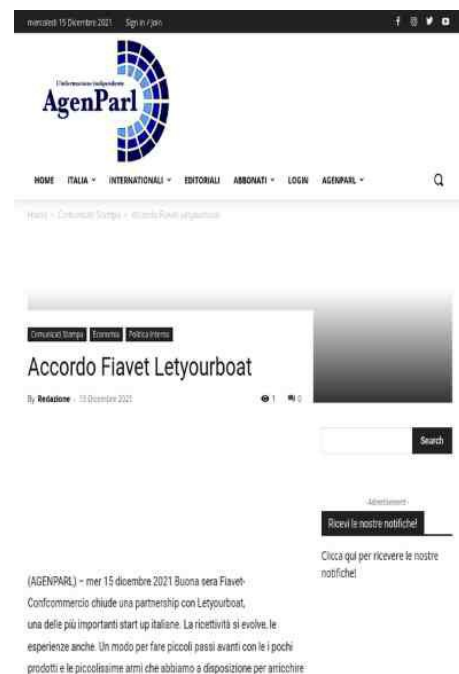 mercoledì 15 Dicembre 2021 Sign in / Join
L'informazione indipendente
AgenParl
HOME ITALIA INTERNATIONALI EDITORIALI ABBONATI LOGIN AGENPARL
Home › Comunicati Stampa › Accordo Fiavet Letyourboat
Comunicati Stampa Economia Politica Interna
Accordo Fiavet Letyourboat
By Redazione - 15 Dicembre 2021 1 0
Search
- Advertisement -
Ricevi le nostre notifiche!
Clicca qui per ricevere le nostre
notifiche!
(AGENPARL) – mer 15 dicembre 2021 Buona sera Fiavet-
Confcommercio chiude una partnership con Letyourboat,
una delle più importanti start up italiane. La ricettività si evolve, le
esperienze anche. Un modo per fare piccoli passi avanti con le i pochi
prodotti e le piccolissime armi che abbiamo a disposizione per arricchire